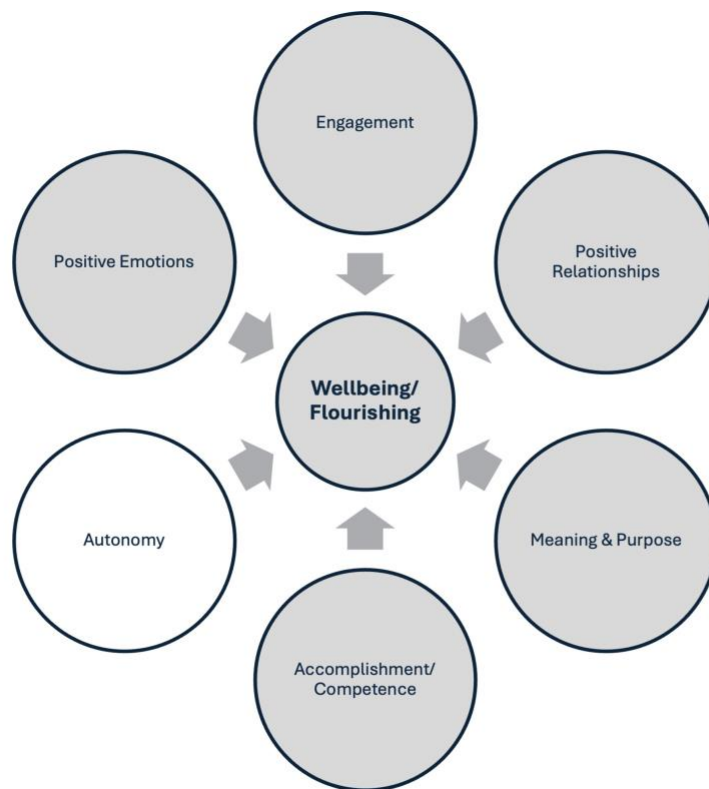 Engagement
Positive Emotions
Positive
Relationships
Wellbeing/
Flourishing
Autonomy
Meaning & Purpose
Accomplishment/
Competence